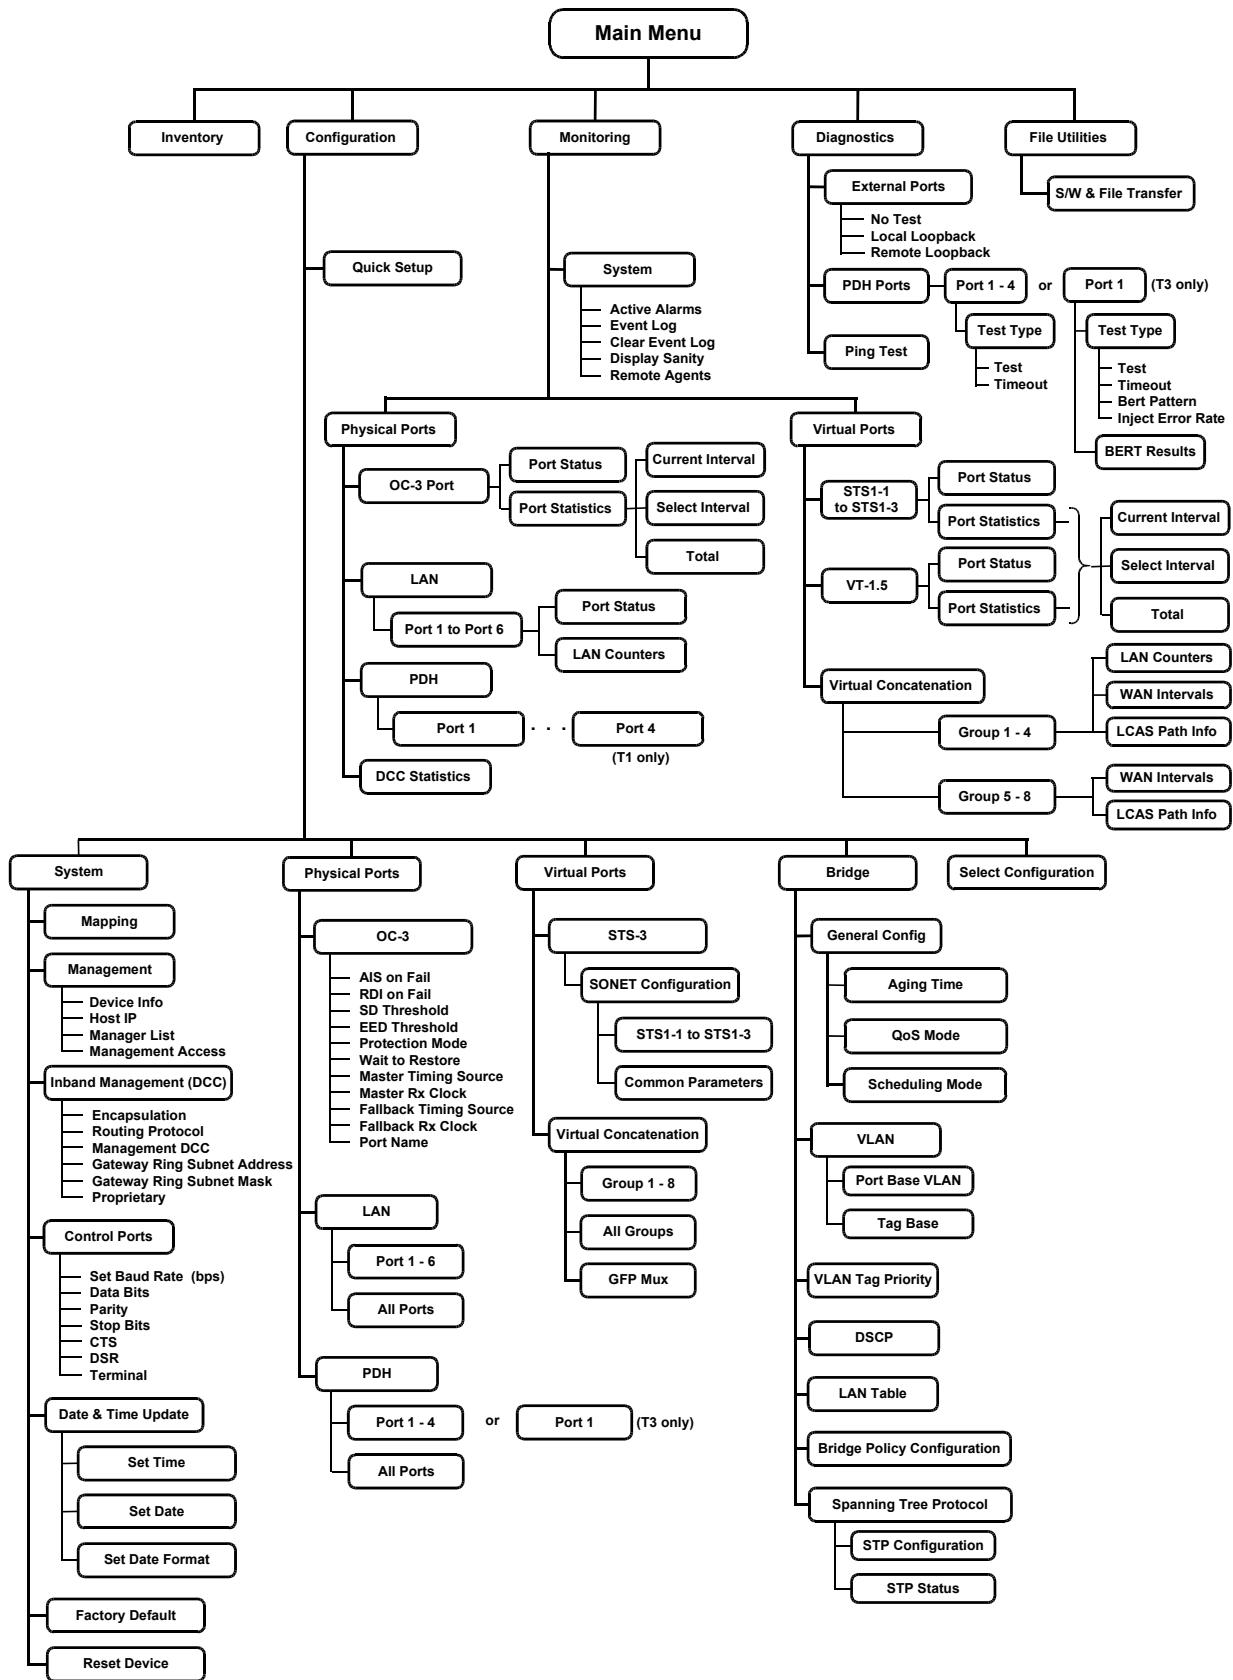 Main Menu
Inventory
Configuration
Monitoring
Diagnostics
File Utilities
External Ports
No Test
Local Loopback
Remote Loopback
S/W & File Transfer
Quick Setup
System
Active Alarms
Event Log
Clear Event Log
Display Sanity
Remote Agents
PDH Ports
Port 1 - 4
or
Port 1
(T3 only)
Test Type
Test
Timeout
Test Type
Test
Timeout
Bert Pattern
Inject Error Rate
BERT Results
Ping Test
Physical Ports
OC-3 Port
Port Status
Port Statistics
Current Interval
Select Interval
Total
LAN
Port 1 to Port 6
Port Status
LAN Counters
PDH
Port 1
. . .
Port 4
(T1 only)
DCC Statistics
Virtual Ports
STS1-1
to STS1-3
Port Status
Port Statistics
VT-1.5
Port Status
Port Statistics
Current Interval
Select Interval
Total
Virtual Concatenation
Group 1 - 4
LAN Counters
WAN Intervals
LCAS Path Info
Group 5 - 8
WAN Intervals
LCAS Path Info
System
Mapping
Management
Device Info
Host IP
Manager List
Management Access
Inband Management (DCC)
Encapsulation
Routing Protocol
Management DCC
Gateway Ring Subnet Address
Gateway Ring Subnet Mask
Proprietary
Control Ports
Set Baud Rate (bps)
Data Bits
Parity
Stop Bits
CTS
DSR
Terminal
Date & Time Update
Set Time
Set Date
Set Date Format
Factory Default
Reset Device
Physical Ports
OC-3
AIS on Fail
RDI on Fail
SD Threshold
EED Threshold
Protection Mode
Wait to Restore
Master Timing Source
Master Rx Clock
Fallback Timing Source
Fallback Rx Clock
Port Name
LAN
Port 1 - 6
All Ports
PDH
Port 1 - 4
or
Port 1
(T3 only)
All Ports
Virtual Ports
STS-3
SONET Configuration
STS1-1 to STS1-3
Common Parameters
Virtual Concatenation
Group 1 - 8
All Groups
GFP Mux
Bridge
General Config
Aging Time
QoS Mode
Scheduling Mode
VLAN
Port Base VLAN
Tag Base
VLAN Tag Priority
DSCP
LAN Table
Bridge Policy Configuration
Spanning Tree Protocol
STP Configuration
STP Status
Select Configuration